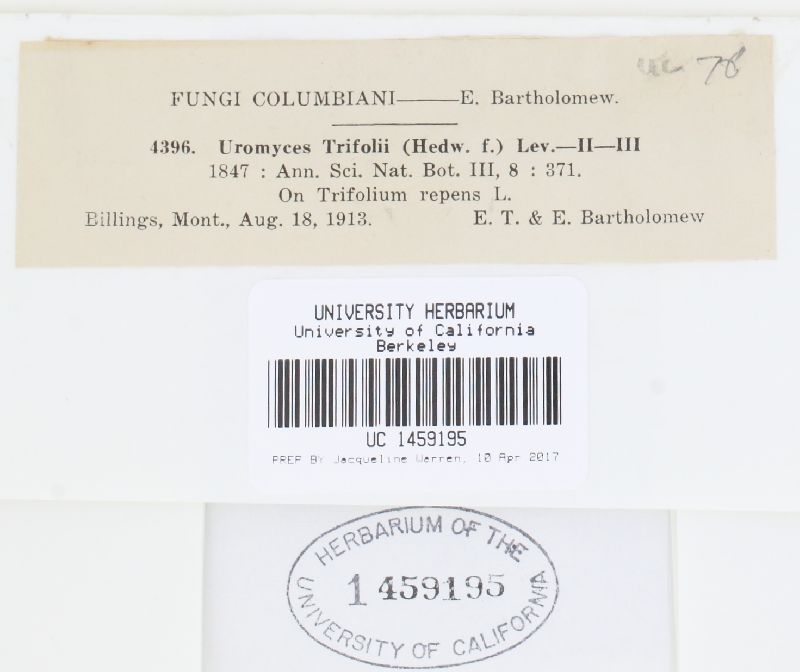 uc 78
FUNGI COLUMBIANI——E. Bartholomew.
4396. Uromyces Trifolii (Hedw. f.) Lev.—II—III
1847 : Ann. Sci. Nat. Bot. III, 8 : 371.
On Trifolium repens L.
Billings, Mont., Aug. 18, 1913. E. T. & E. Bartholomew
UNIVERSITY HERBARIUM
University of California
Berkeley
UC 1459195
PREP BY Jacqueline Warren, 10 Apr 2017
HERBARIUM OF THE
1459195
UNIVERSITY OF CALIFORNIA